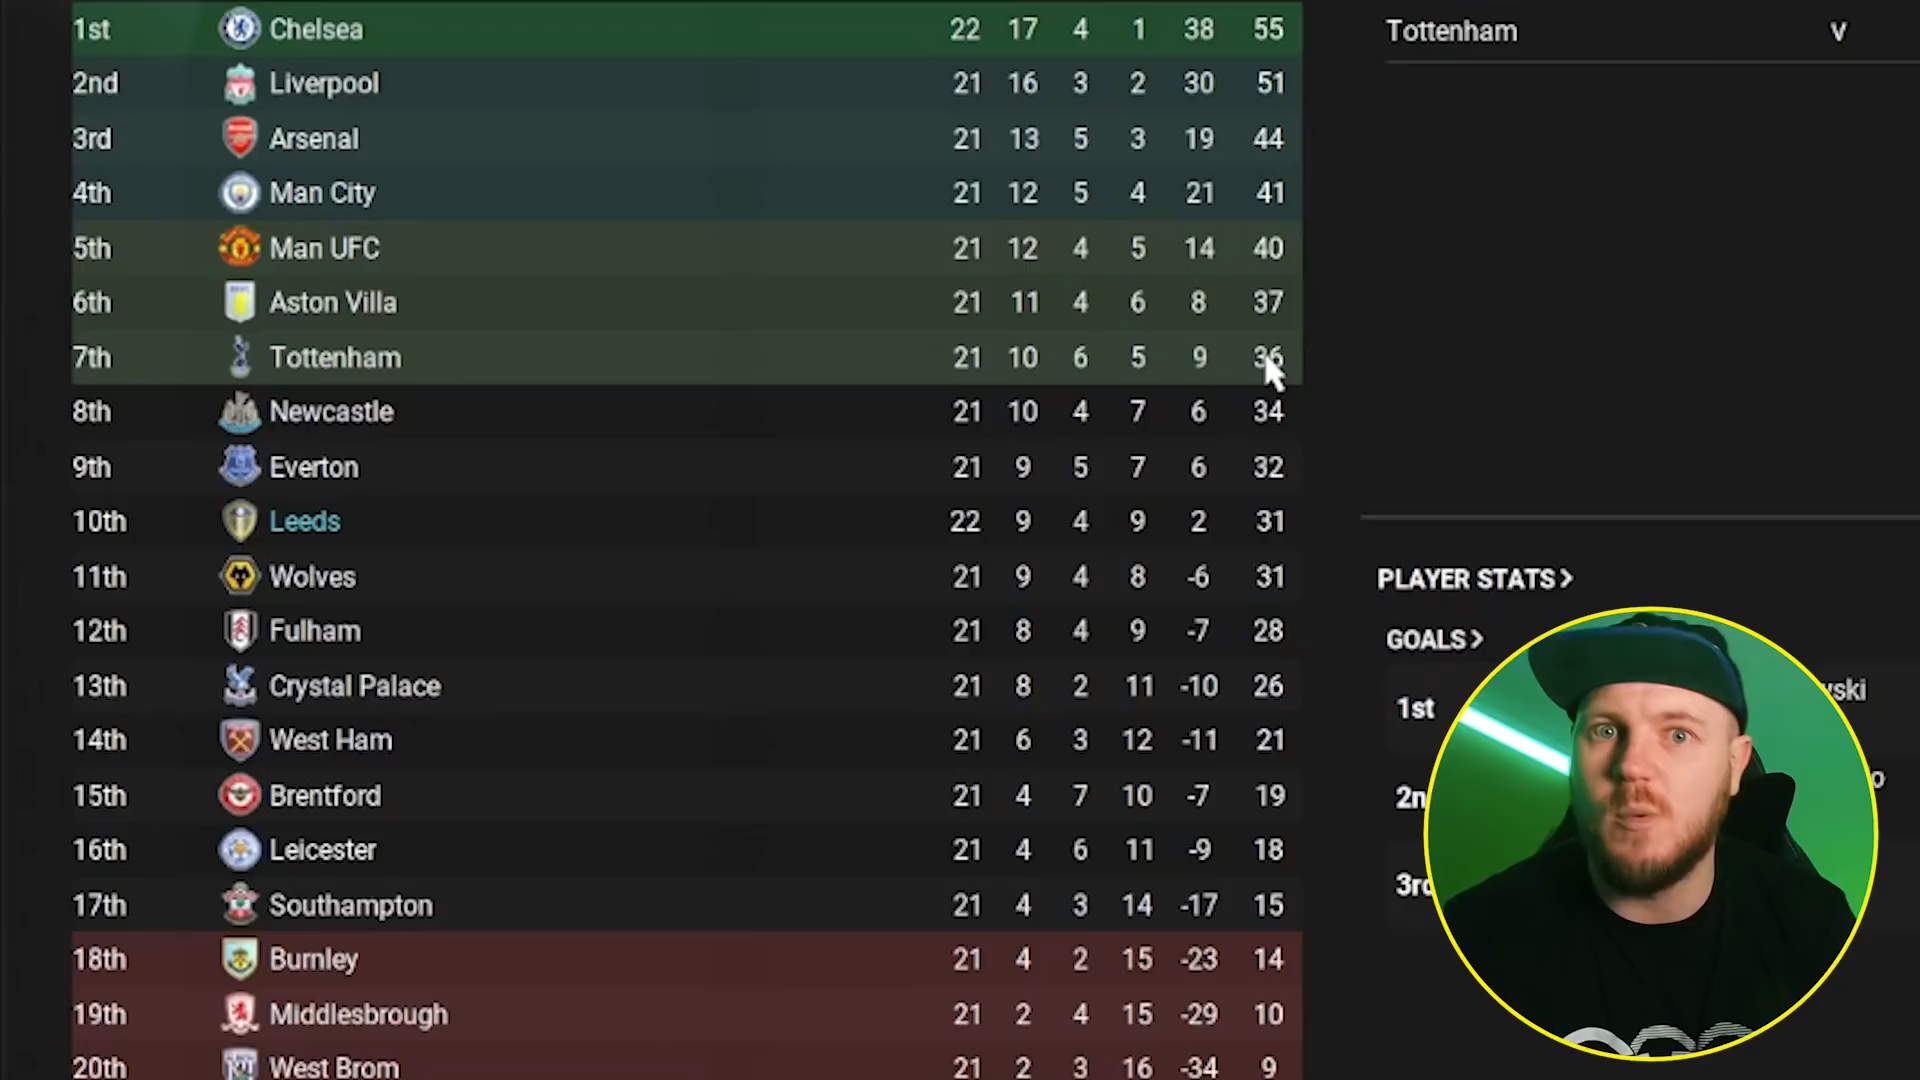 1st Chelsea 22 17 4 1 38 55
2nd Liverpool 21 16 3 2 30 51
3rd Arsenal 21 13 5 3 19 44
4th Man City 21 12 5 4 21 41
5th Man UFC 21 12 4 5 14 40
6th Aston Villa 21 11 4 6 8 37
7th Tottenham 21 10 6 5 9 36
8th Newcastle 21 10 4 7 6 34
9th Everton 21 9 5 7 6 32
10th Leeds 22 9 4 9 2 31
11th Wolves 21 9 4 8 -6 31
12th Fulham 21 8 4 9 -7 28
13th Crystal Palace 21 8 2 11 -10 26
14th West Ham 21 6 3 12 -11 21
15th Brentford 21 4 7 10 -7 19
16th Leicester 21 4 6 11 -9 18
17th Southampton 21 4 3 14 -17 15
18th Burnley 21 4 2 15 -23 14
19th Middlesbrough 21 2 4 15 -29 10
20th West Brom 21 2 3 16 -34 9
Tottenham v
PLAYER STATS >
GOALS >
1st